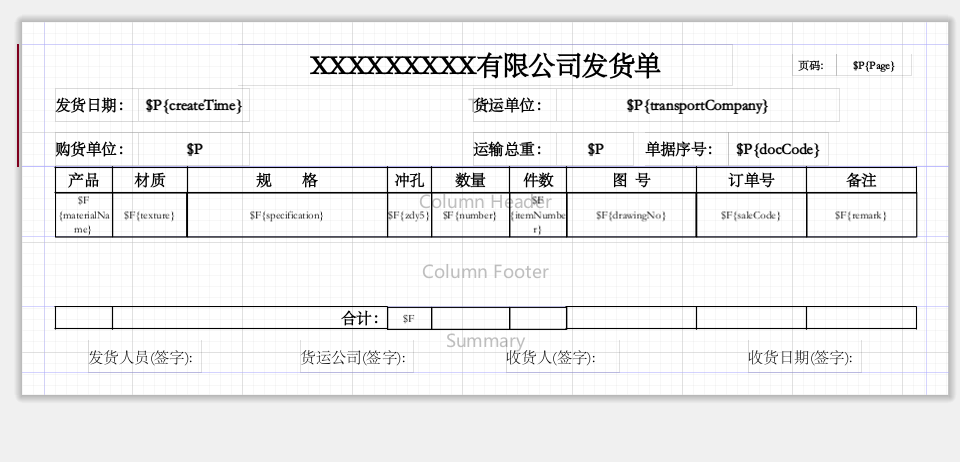 XXXXXXXXX有限公司发货单 页码: $P{Page}
发货日期: $P{createTime} 货运单位: $P{transportCompany}
购货单位: $P 运输总重: $P 单据序号: $P{docCode}
产品 材质 规 格 冲孔 数量 件数 图 号 订单号 备注
$F{materialName} $F{texture} $F{specification} $F{zdy5} $F{number} $F{itemNumber} $F{drawingNo} $F{saleCode} $F{remark}
Column Header
Column Footer
合计: $F
Summary
发货人员(签字): 货运公司(签字): 收货人(签字): 收货日期(签字):